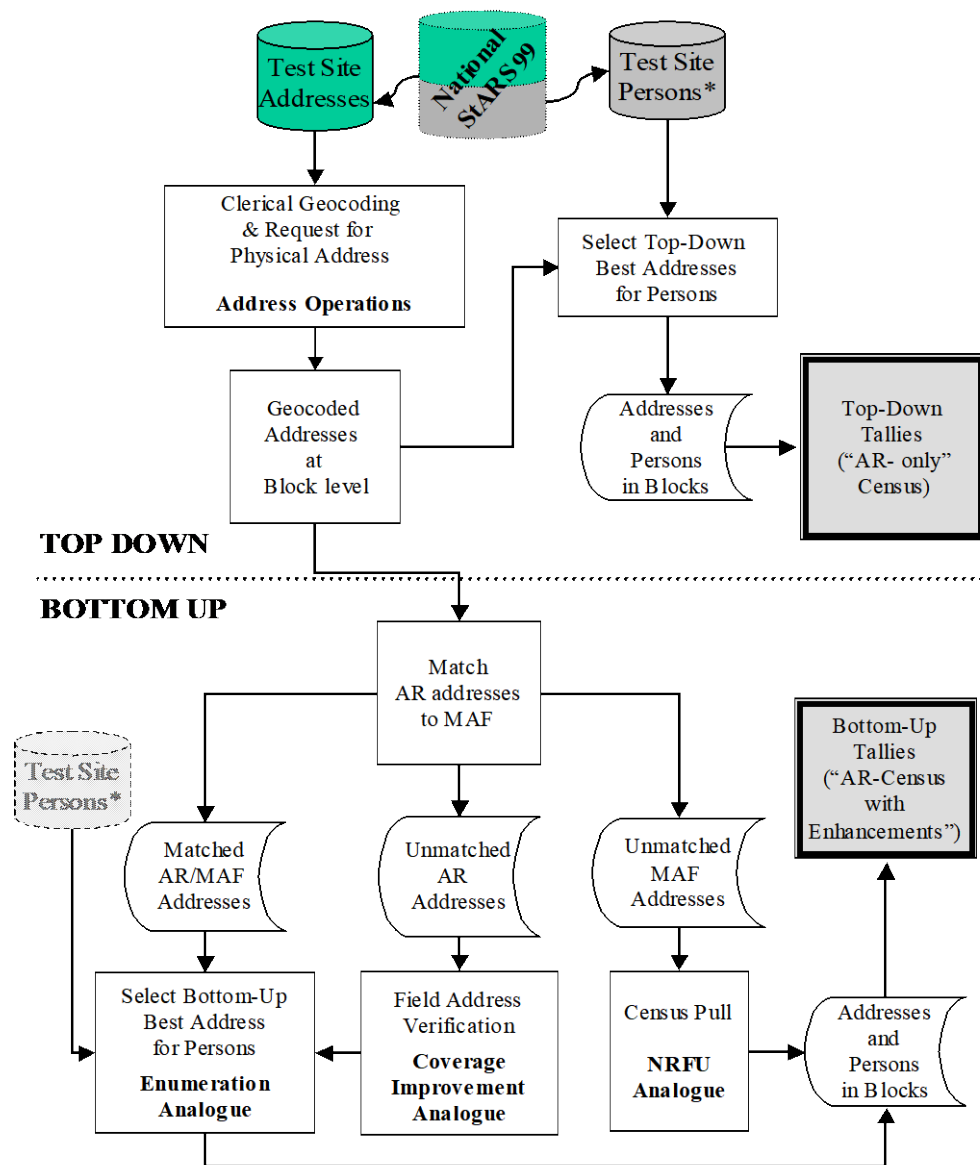 Test Site
Addresses
National
StARS99
Test Site
Persons*
Clerical Geocoding
& Request for
Physical Address
Address Operations
Select Top-Down
Best Addresses
for Persons
Geocoded
Addresses
at
Block level
Addresses
and
Persons
in Blocks
Top-Down
Tallies
(“AR- only”
Census)
TOP DOWN
BOTTOM UP
Match
AR addresses
to MAF
Test Site
Persons*
Bottom-Up
Tallies
(“AR-Census
with
Enhancements”)
Matched
AR/MAF
Addresses
Unmatched
AR
Addresses
Unmatched
MAF
Addresses
Select Bottom-Up
Best Address
for Persons
Enumeration
Analogue
Field Address
Verification
Coverage
Improvement
Analogue
Census Pull
NRFU
Analogue
Addresses
and
Persons
in Blocks